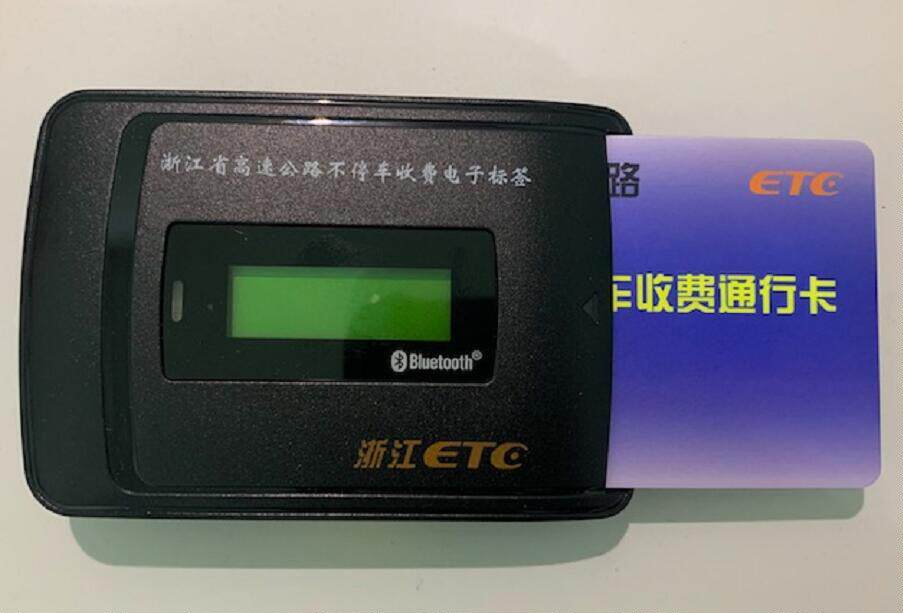 浙江省高速公路不停车收费电子标签
路 ETC
车收费通行卡
Bluetooth®
浙江ETC